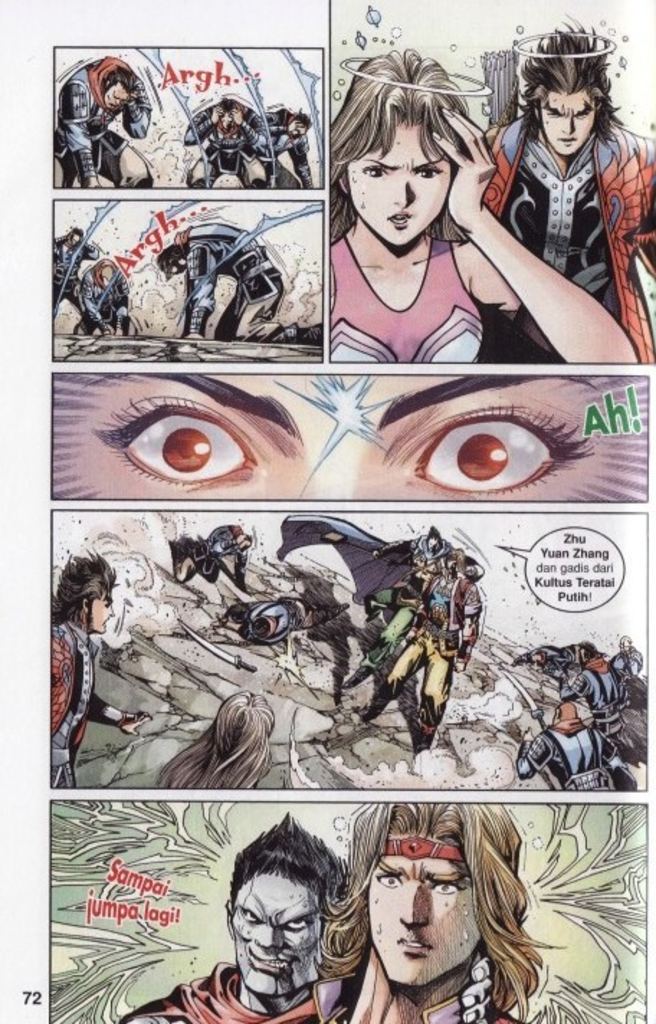 Argh...
Argh...
Ah!
Zhu
Yuan Zhang
dan gadis dari
Kultus Teratai
Putih!
Sampai
jumpa lagi!
72